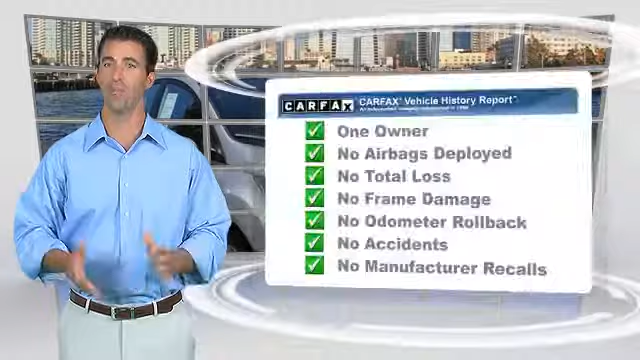 CARFAX CARFAX® Vehicle History Report™
One Owner
No Airbags Deployed
No Total Loss
No Frame Damage
No Odometer Rollback
No Accidents
No Manufacturer Recalls